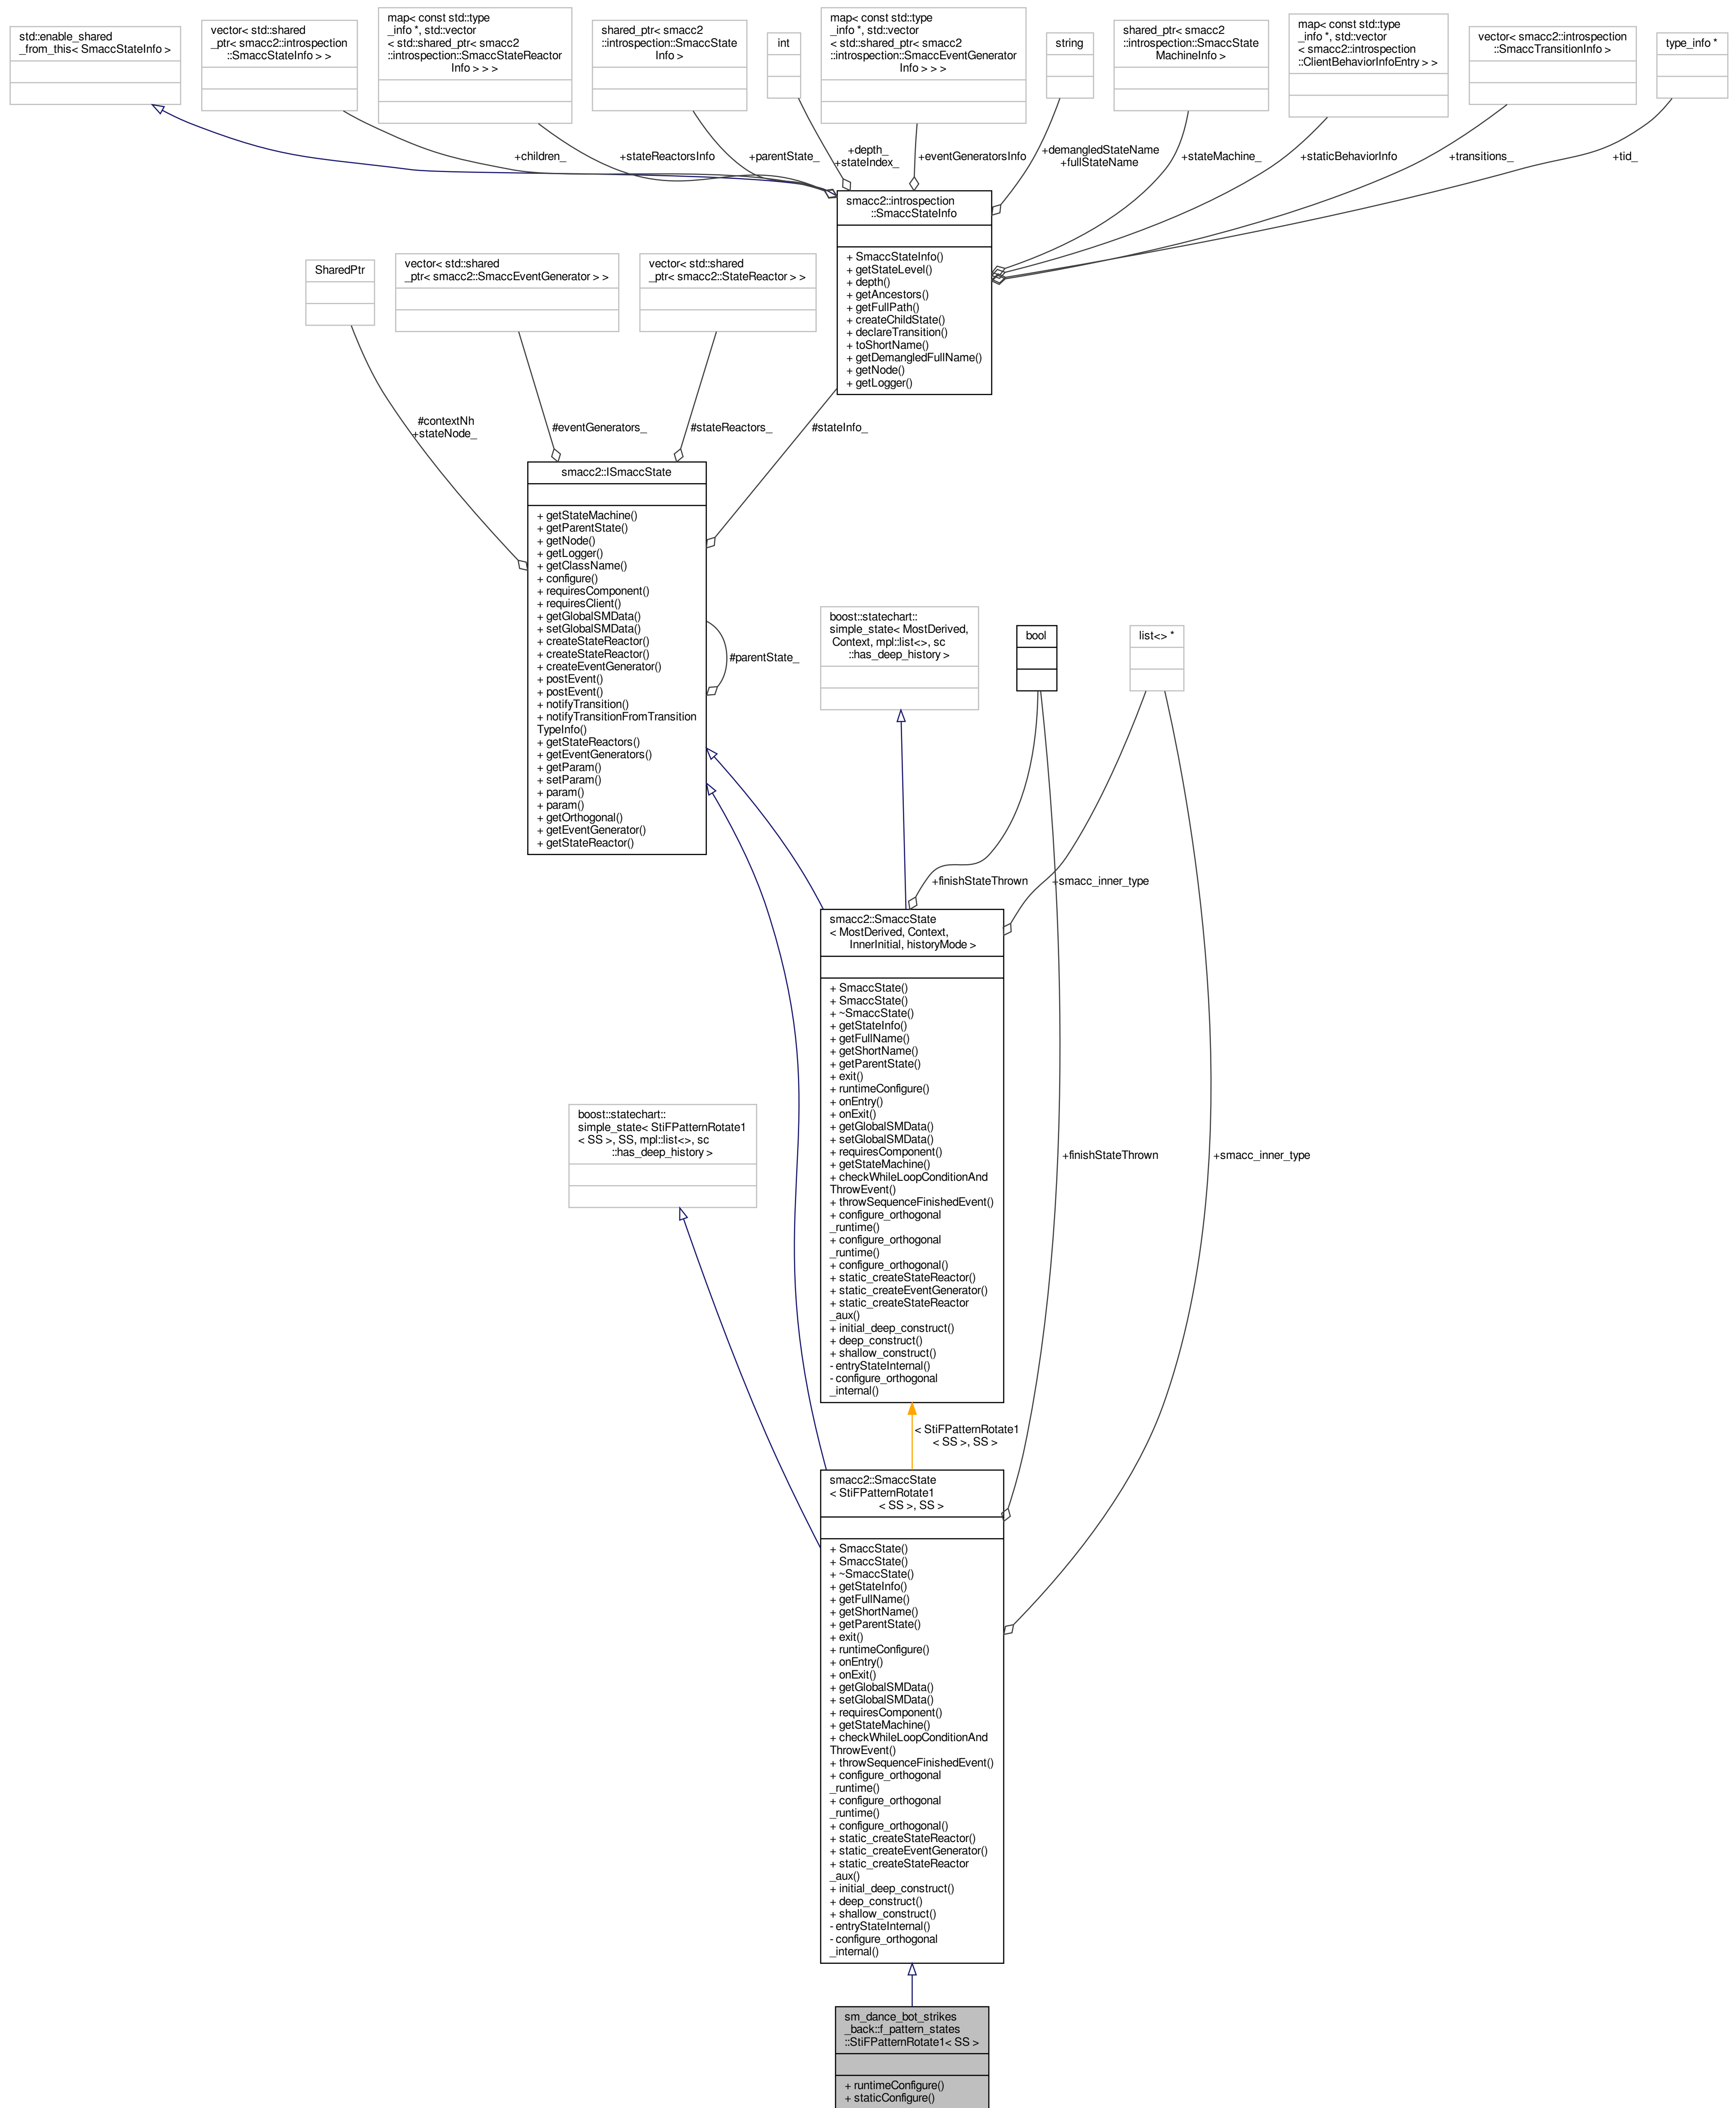 std::enable_shared
_from_this< SmaccStateInfo >
vector< std::shared
_ptr< smacc2::introspection
::SmaccStateInfo > >
map< const std::type
_info *, std::vector
< std::shared_ptr< smacc2
::introspection::SmaccStateReactor
Info > > >
shared_ptr< smacc2
::introspection::SmaccState
Info >
int
map< const std::type
_info *, std::vector
< std::shared_ptr< smacc2
::introspection::SmaccEventGenerator
Info > > >
string
shared_ptr< smacc2
::introspection::SmaccState
MachineInfo >
map< const std::type
_info *, std::vector
< smacc2::introspection
::ClientBehaviorInfoEntry > >
vector< smacc2::introspection
::SmaccTransitionInfo >
type_info *
+children_
+stateReactorsInfo
+parentState_
+depth_
+stateIndex_
+eventGeneratorsInfo
+demangledStateName
+fullStateName
+stateMachine_
+staticBehaviorInfo
+transitions_
+tid_
smacc2::introspection
::SmaccStateInfo
+ SmaccStateInfo()
+ getStateLevel()
+ depth()
+ getAncestors()
+ getFullPath()
+ createChildState()
+ declareTransition()
+ toShortName()
+ getDemangledFullName()
+ getNode()
+ getLogger()
SharedPtr
vector< std::shared
_ptr< smacc2::SmaccEventGenerator > >
vector< std::shared
_ptr< smacc2::StateReactor > >
#contextNh
+stateNode_
#eventGenerators_
#stateReactors_
#stateInfo_
smacc2::ISmaccState
+ getStateMachine()
+ getParentState()
+ getNode()
+ getLogger()
+ getClassName()
+ configure()
+ requiresComponent()
+ requiresClient()
+ getGlobalSMData()
+ setGlobalSMData()
+ createStateReactor()
+ createStateReactor()
+ createEventGenerator()
+ postEvent()
+ postEvent()
+ notifyTransition()
+ notifyTransitionFromTransition
TypeInfo()
+ getStateReactors()
+ getEventGenerators()
+ getParam()
+ setParam()
+ param()
+ param()
+ getOrthogonal()
+ getEventGenerator()
+ getStateReactor()
#parentState_
boost::statechart::
simple_state< MostDerived,
Context, mpl::list<>, sc
::has_deep_history >
bool
list<> *
+finishStateThrown
+smacc_inner_type
smacc2::SmaccState
< MostDerived, Context,
InnerInitial, historyMode >
+ SmaccState()
+ SmaccState()
+ ~SmaccState()
+ getStateInfo()
+ getFullName()
+ getShortName()
+ getParentState()
+ exit()
+ runtimeConfigure()
+ onEntry()
+ onExit()
+ getGlobalSMData()
+ setGlobalSMData()
+ requiresComponent()
+ getStateMachine()
+ checkWhileLoopConditionAnd
ThrowEvent()
+ throwSequenceFinishedEvent()
+ configure_orthogonal
_runtime()
+ configure_orthogonal
_runtime()
+ configure_orthogonal()
+ static_createStateReactor()
+ static_createEventGenerator()
+ static_createStateReactor
_aux()
+ initial_deep_construct()
+ deep_construct()
+ shallow_construct()
- entryStateInternal()
- configure_orthogonal
_internal()
boost::statechart::
simple_state< StiFPatternRotate1
< SS >, SS, mpl::list<>, sc
::has_deep_history >
+finishStateThrown
+smacc_inner_type
< StiFPatternRotate1
< SS >, SS >
smacc2::SmaccState
< StiFPatternRotate1
< SS >, SS >
+ SmaccState()
+ SmaccState()
+ ~SmaccState()
+ getStateInfo()
+ getFullName()
+ getShortName()
+ getParentState()
+ exit()
+ runtimeConfigure()
+ onEntry()
+ onExit()
+ getGlobalSMData()
+ setGlobalSMData()
+ requiresComponent()
+ getStateMachine()
+ checkWhileLoopConditionAnd
ThrowEvent()
+ throwSequenceFinishedEvent()
+ configure_orthogonal
_runtime()
+ configure_orthogonal
_runtime()
+ configure_orthogonal()
+ static_createStateReactor()
+ static_createEventGenerator()
+ static_createStateReactor
_aux()
+ initial_deep_construct()
+ deep_construct()
+ shallow_construct()
- entryStateInternal()
- configure_orthogonal
_internal()
sm_dance_bot_strikes
_back::f_pattern_states
::StiFPatternRotate1< SS >
+ runtimeConfigure()
+ staticConfigure()